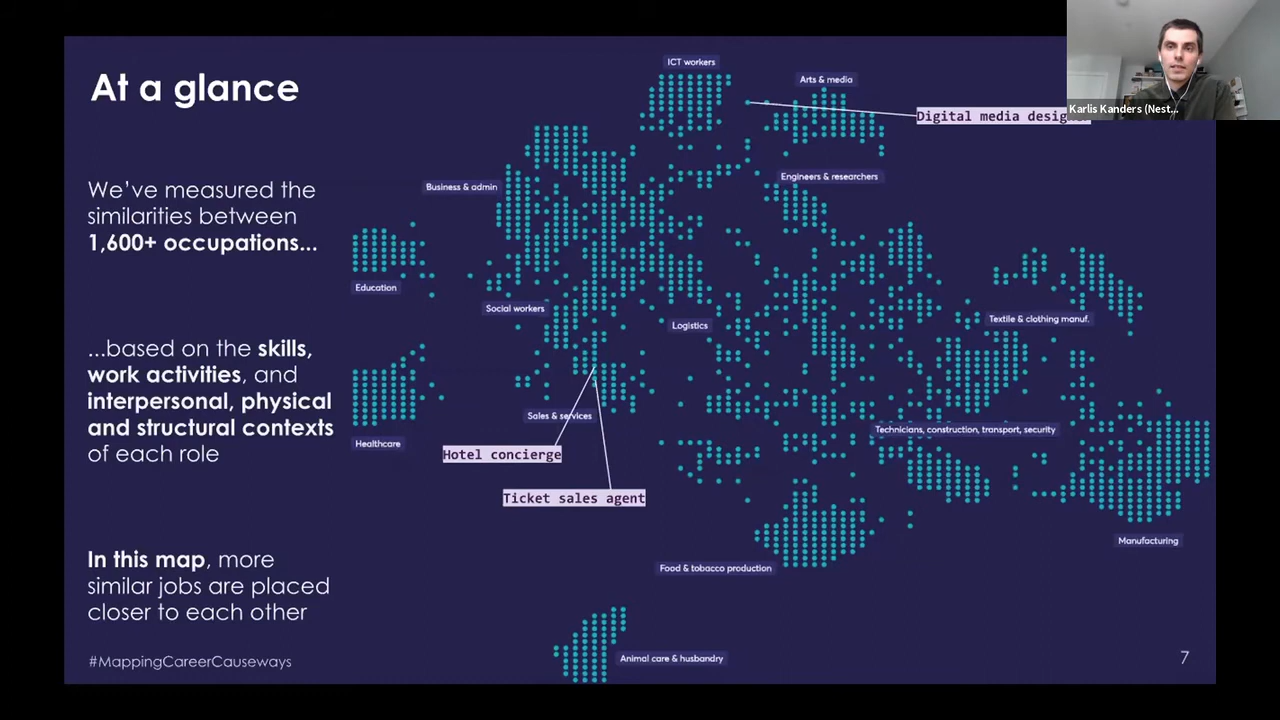 At a glance
We've measured the
similarities between
1,600+ occupations...
...based on the skills,
work activities, and
interpersonal, physical
and structural contexts
of each role
In this map, more
similar jobs are placed
closer to each other
#MappingCareerCauseways
ICT workers
Arts & media
Digital media
Karlis Kanders (Nest...
Engineers & researchers
Business & admin
Education
Social workers
Logistics
Textile & clothing manuf.
Sales & services
Technicians, construction, transport, security
Healthcare
Hotel concierge
Ticket sales agent
Manufacturing
Food & tobacco production
Animal care & husbandry
7